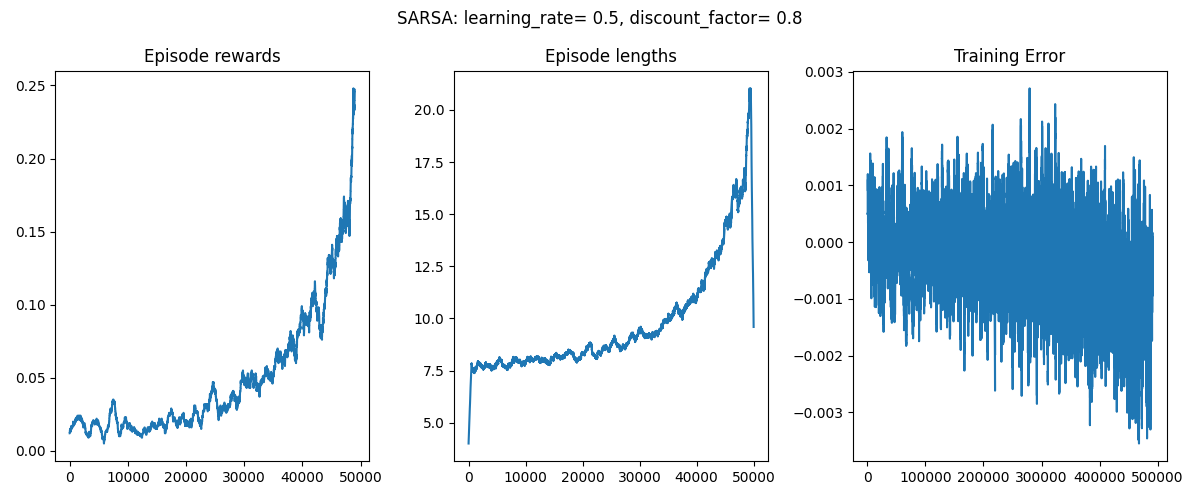 SARSA: learning_rate= 0.5, discount_factor= 0.8
Episode rewards
0.25
0.20
0.15
0.10
0.05
0.00
0 10000 20000 30000 40000 50000
Episode lengths
20.0
17.5
15.0
12.5
10.0
7.5
5.0
0 10000 20000 30000 40000 50000
Training Error
0.003
0.002
0.001
0.000
−0.001
−0.002
−0.003
0 100000 200000 300000 400000 500000